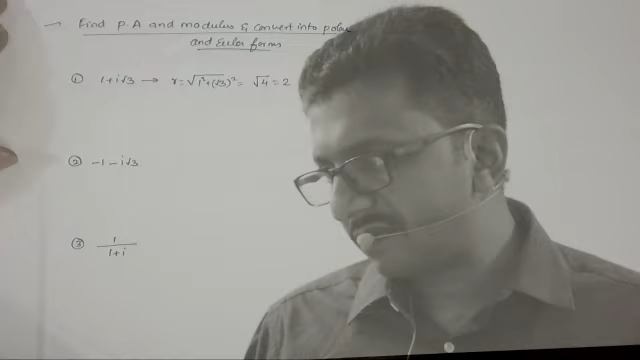 → Find P.A and modulus & convert into polar
and Euler forms
① 1+i√3 → r = √(1²+(√3)²) = √4 = 2
② -1-i√3
③ 1/(1+i)